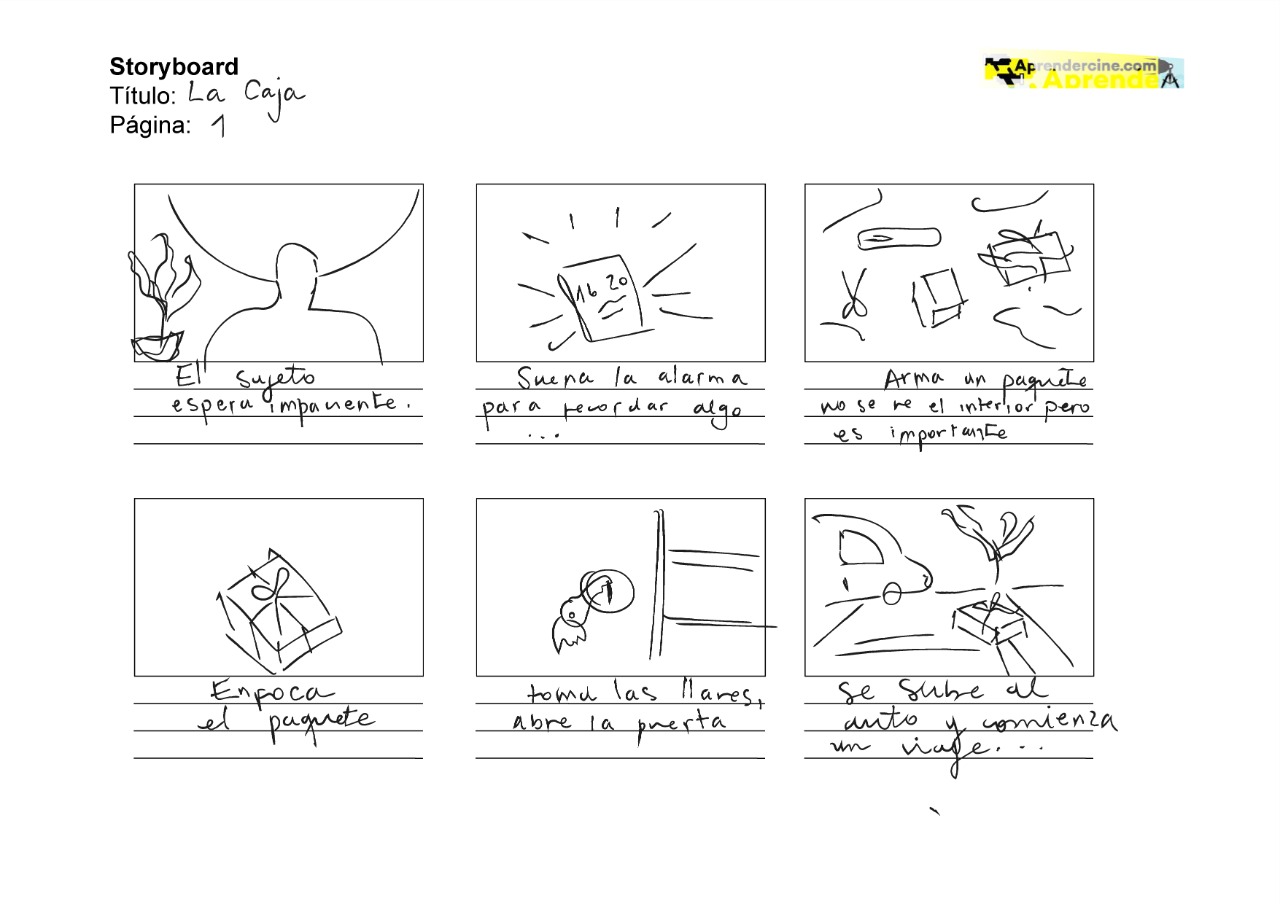 Storyboard
Título: La Caja
Página: 1
Aprendercine.com
Aprende
16 20
El sujeto
espera impaciente.
Suena la alarma
para recordar algo
...
Arma un paquete
no se ve el interior pero
es importante
Enfoca
el paquete
toma las llaves,
abre la puerta
se sube al
auto y comienza
un viaje...